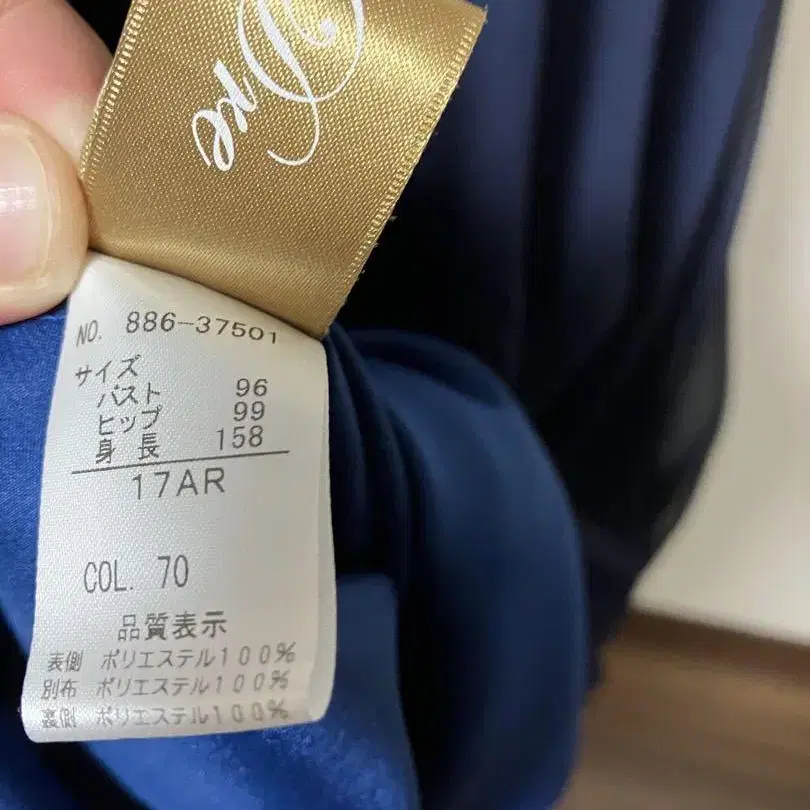 Dre
NO. 886-37501
サイズ
バスト 96
ヒップ 99
身長 158
17AR
COL. 70
品質表示
表側 ポリエステル100%
別布 ポリエステル100%
裏側 ポリエステル100%